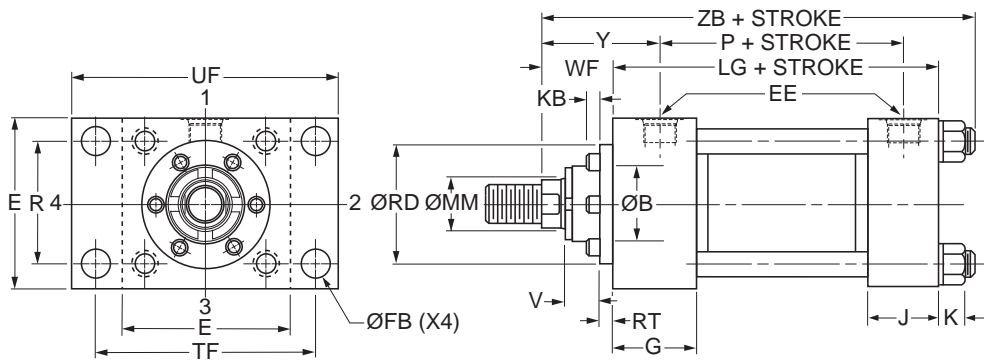 ZB + STROKE
Y
P + STROKE
UF
WF
LG + STROKE
1
KB
EE
E
R
4
2
ØRD
ØMM
ØB
3
ØFB (X4)
V
RT
J
K
E
G
TF